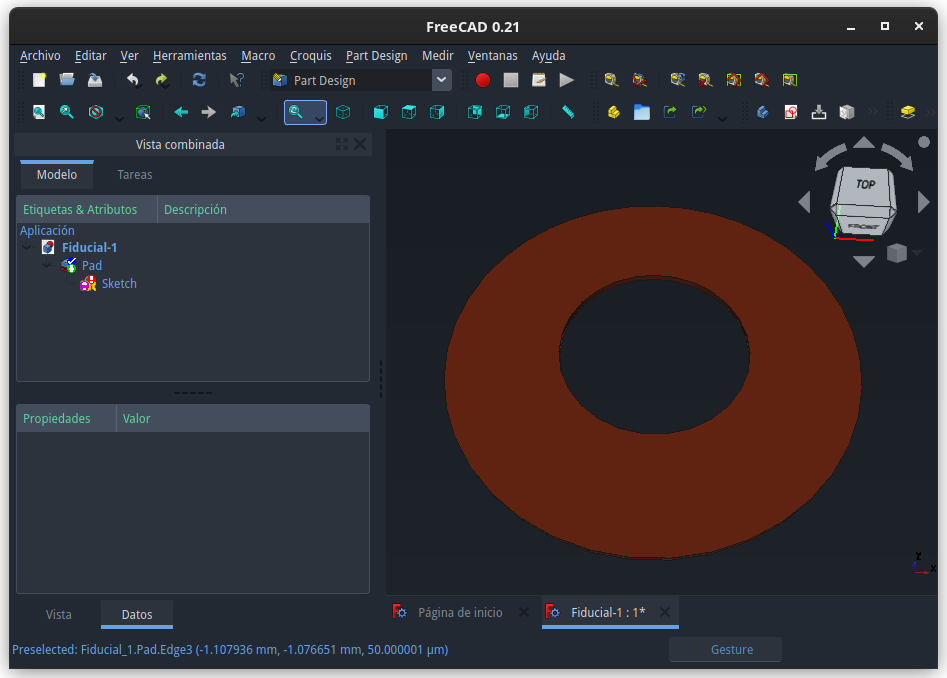 FreeCAD 0.21
Archivo Editar Ver Herramientas Macro Croquis Part Design Medir Ventanas Ayuda
Part Design
Vista combinada
Modelo Tareas
Etiquetas & Atributos Descripción
Aplicación
Fiducial-1
Pad
Sketch
TOP
FRONT
Propiedades Valor
Z
X
Vista Datos
Página de inicio Fiducial-1 : 1*
Preselected: Fiducial_1.Pad.Edge3 (-1.107936 mm, -1.076651 mm, 50.000001 µm)
Gesture